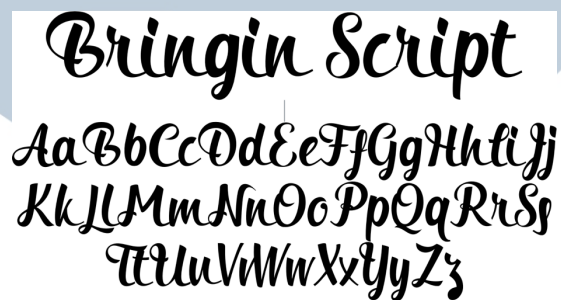 Bringin Script
AaBbCcDdEeFfGgHhIiJj
KkLlMmNnOoPpQqRrSs
TtUuVvWwXxYyZz